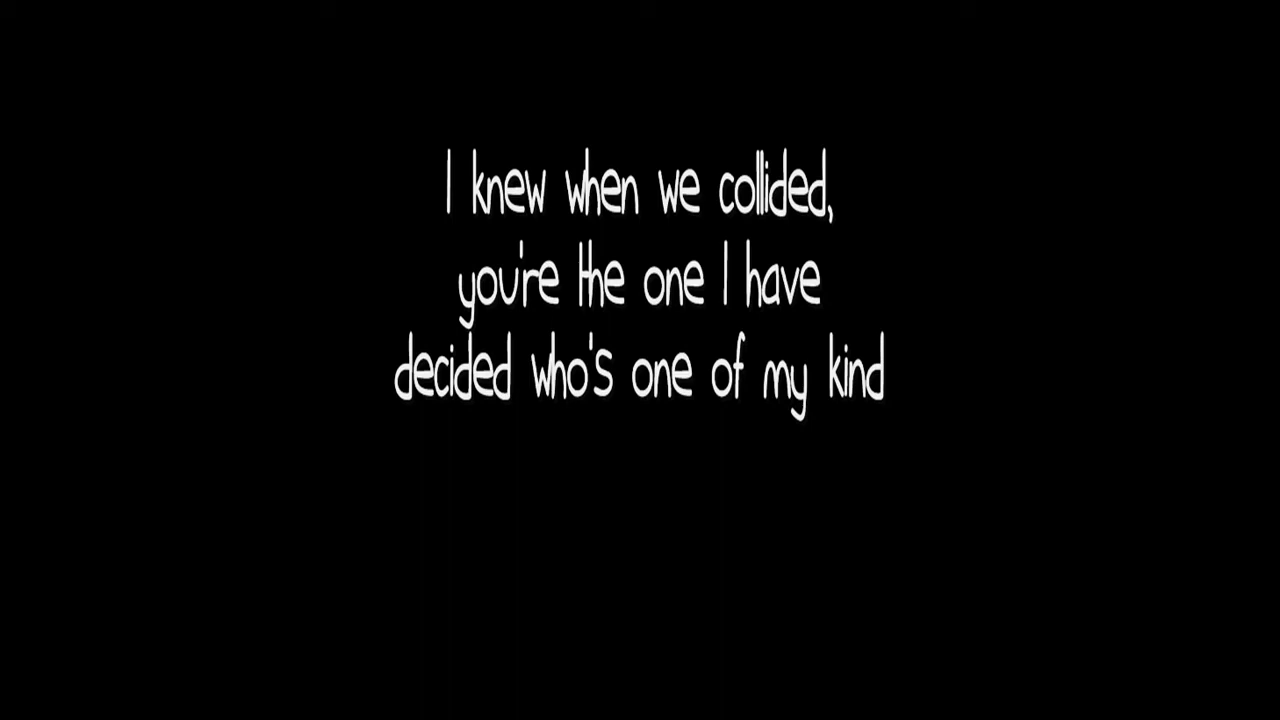 I knew when we collided,
you're the one I have
decided who's one of my kind